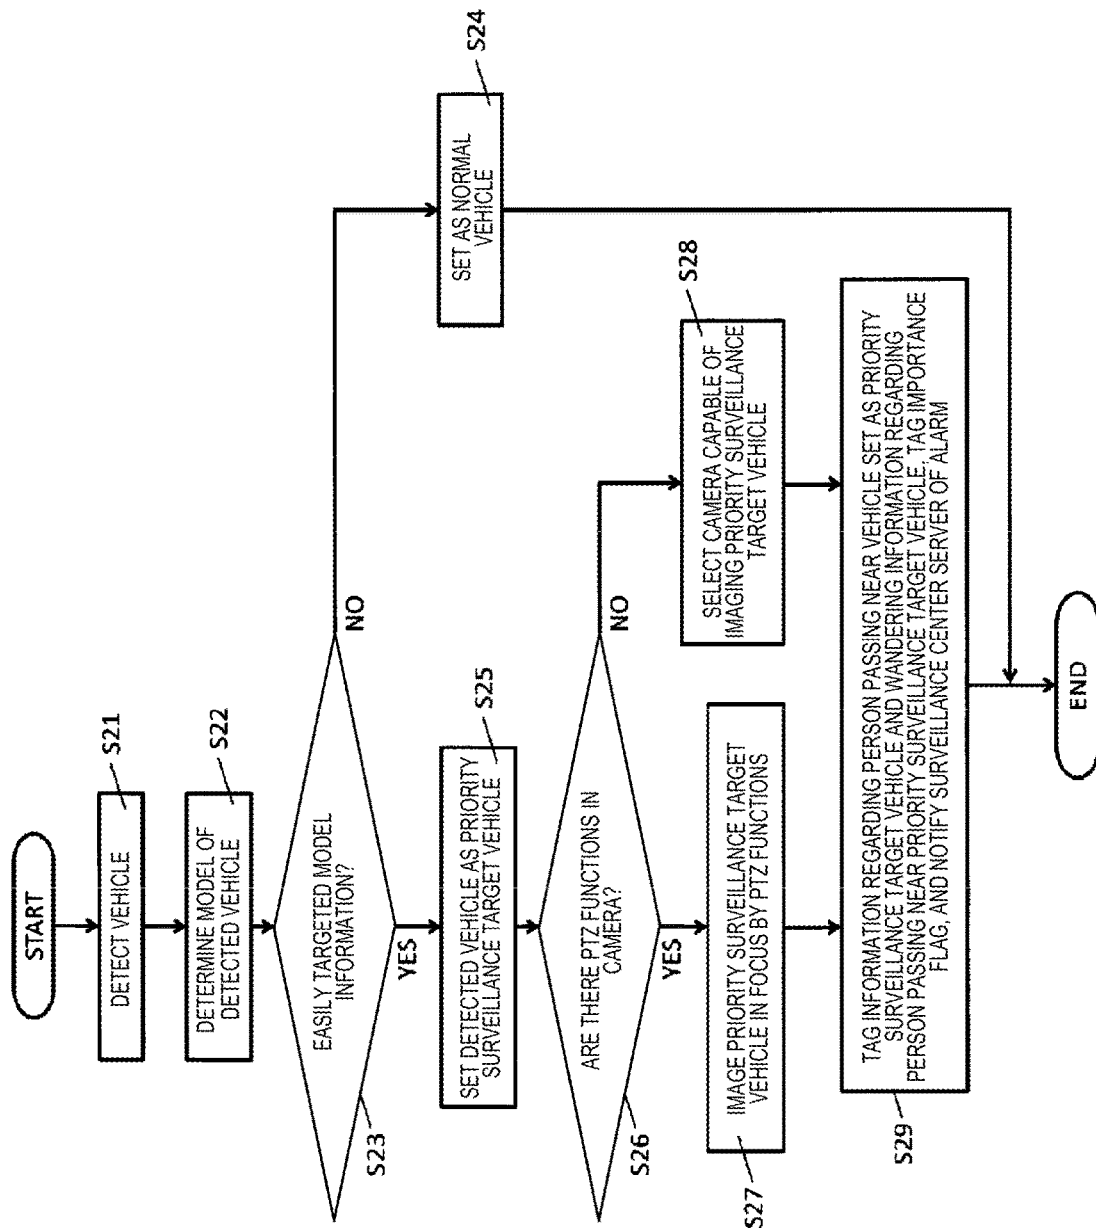 START
S21
DETECT VEHICLE
S22
DETERMINE MODEL OF
DETECTED VEHICLE
S23
EASILY TARGETED MODEL
INFORMATION?
NO
YES
S24
SET AS NORMAL
VEHICLE
S25
SET DETECTED VEHICLE AS PRIORITY
SURVEILLANCE TARGET VEHICLE
S26
ARE THERE PTZ FUNCTIONS IN
CAMERA?
NO
YES
S27
IMAGE PRIORITY SURVEILLANCE TARGET
VEHICLE IN FOCUS BY PTZ FUNCTIONS
S28
SELECT CAMERA CAPABLE OF
IMAGING PRIORITY SURVEILLANCE
TARGET VEHICLE
S29
TAG INFORMATION REGARDING PERSON PASSING NEAR VEHICLE SET AS PRIORITY
SURVEILLANCE TARGET VEHICLE AND WANDERING INFORMATION REGARDING
PERSON PASSING NEAR PRIORITY SURVEILLANCE TARGET VEHICLE, TAG IMPORTANCE
FLAG, AND NOTIFY SURVEILLANCE CENTER SERVER OF ALARM
END